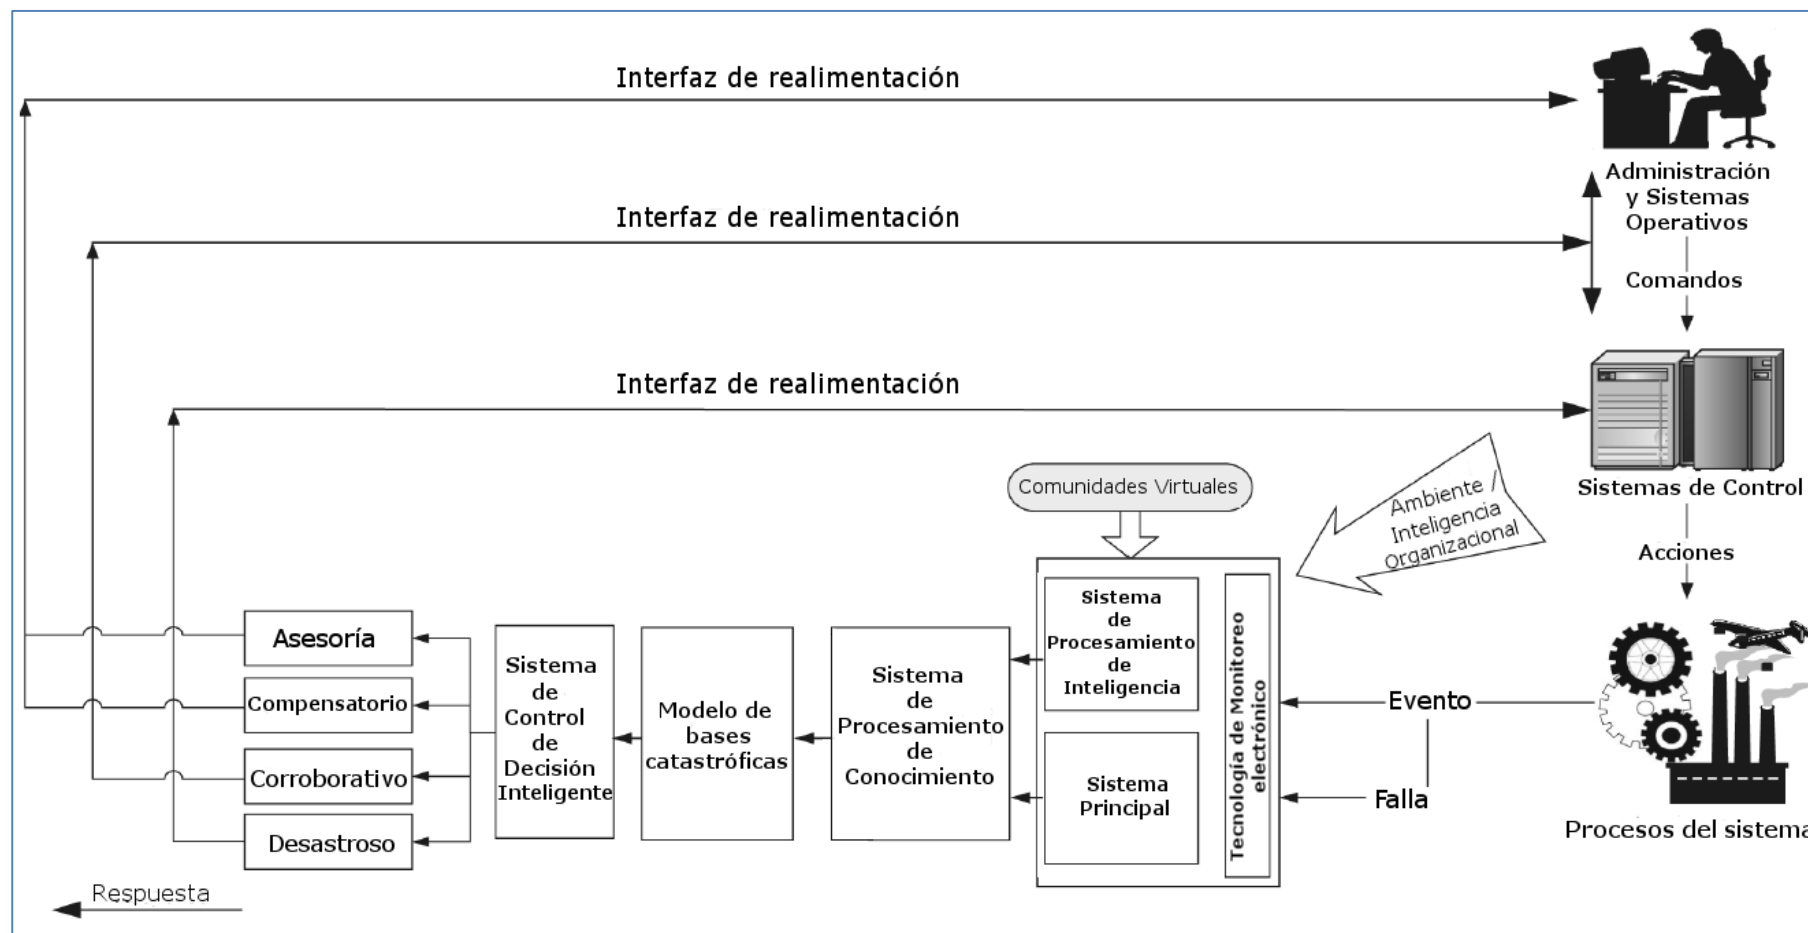 Interfaz de realimentación
Administración
y Sistemas
Operativos
Interfaz de realimentación
Comandos
Interfaz de realimentación
Sistemas de Control
Comunidades Virtuales
Ambiente /
Inteligencia
Organizacional
Acciones
Asesoría
Compensatorio
Corroborativo
Desastroso
Sistema
de
Control
de
Decisión
Inteligente
Modelo de
bases
catastróficas
Sistema
de
Procesamiento
de
Conocimiento
Sistema
de
Procesamiento
de
Inteligencia
Sistema
Principal
Tecnología de Monitoreo
electrónico
Evento
Falla
Procesos del sistema
Respuesta